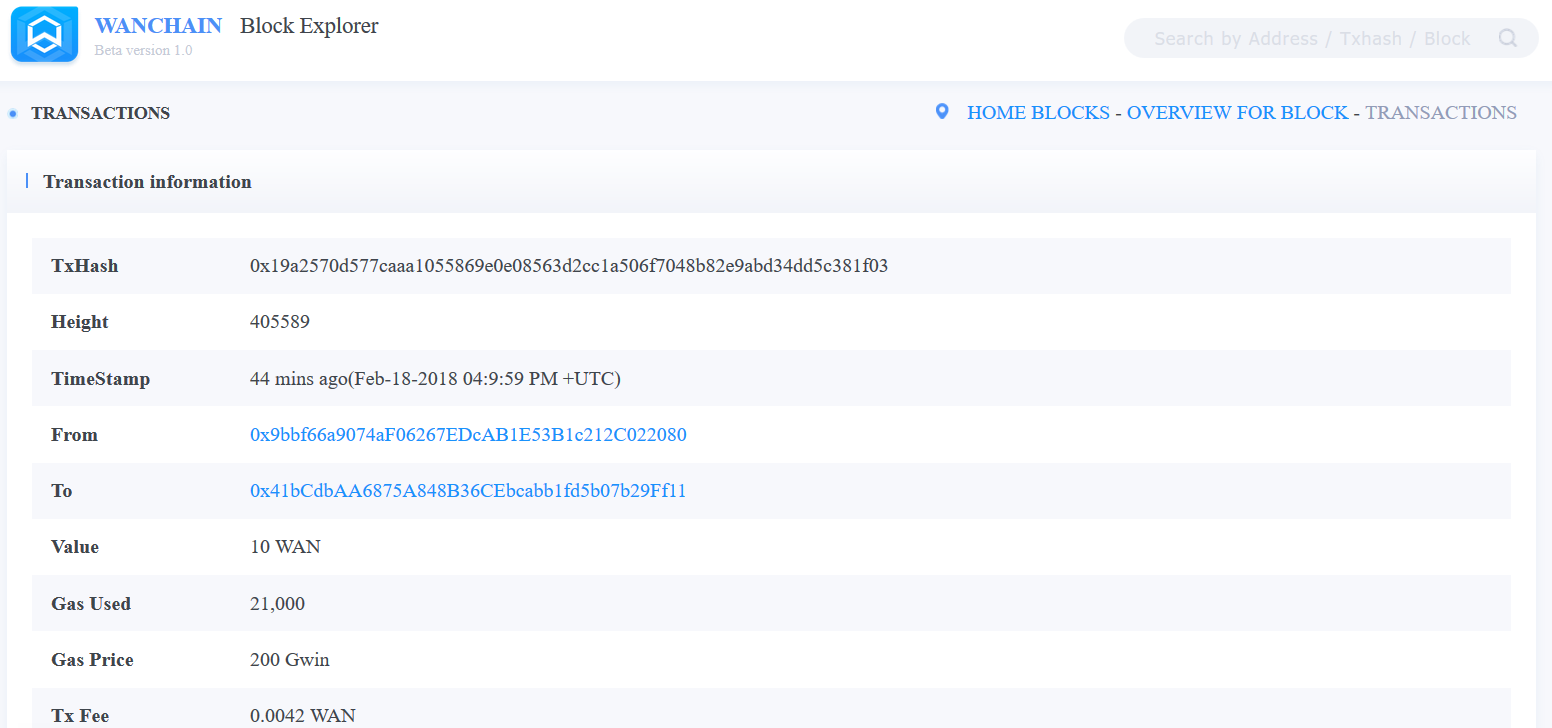 WANCHAIN Block Explorer
Beta version 1.0
Search by Address / Txhash / Block
TRANSACTIONS
HOME BLOCKS - OVERVIEW FOR BLOCK - TRANSACTIONS
Transaction information
TxHash 0x19a2570d577caaa1055869e0e08563d2cc1a506f7048b82e9abd34dd5c381f03
Height 405589
TimeStamp 44 mins ago(Feb-18-2018 04:9:59 PM +UTC)
From 0x9bbf66a9074aF06267EDcAB1E53B1c212C022080
To 0x41bCdbAA6875A848B36CEbcabb1fd5b07b29Ff11
Value 10 WAN
Gas Used 21,000
Gas Price 200 Gwin
Tx Fee 0.0042 WAN